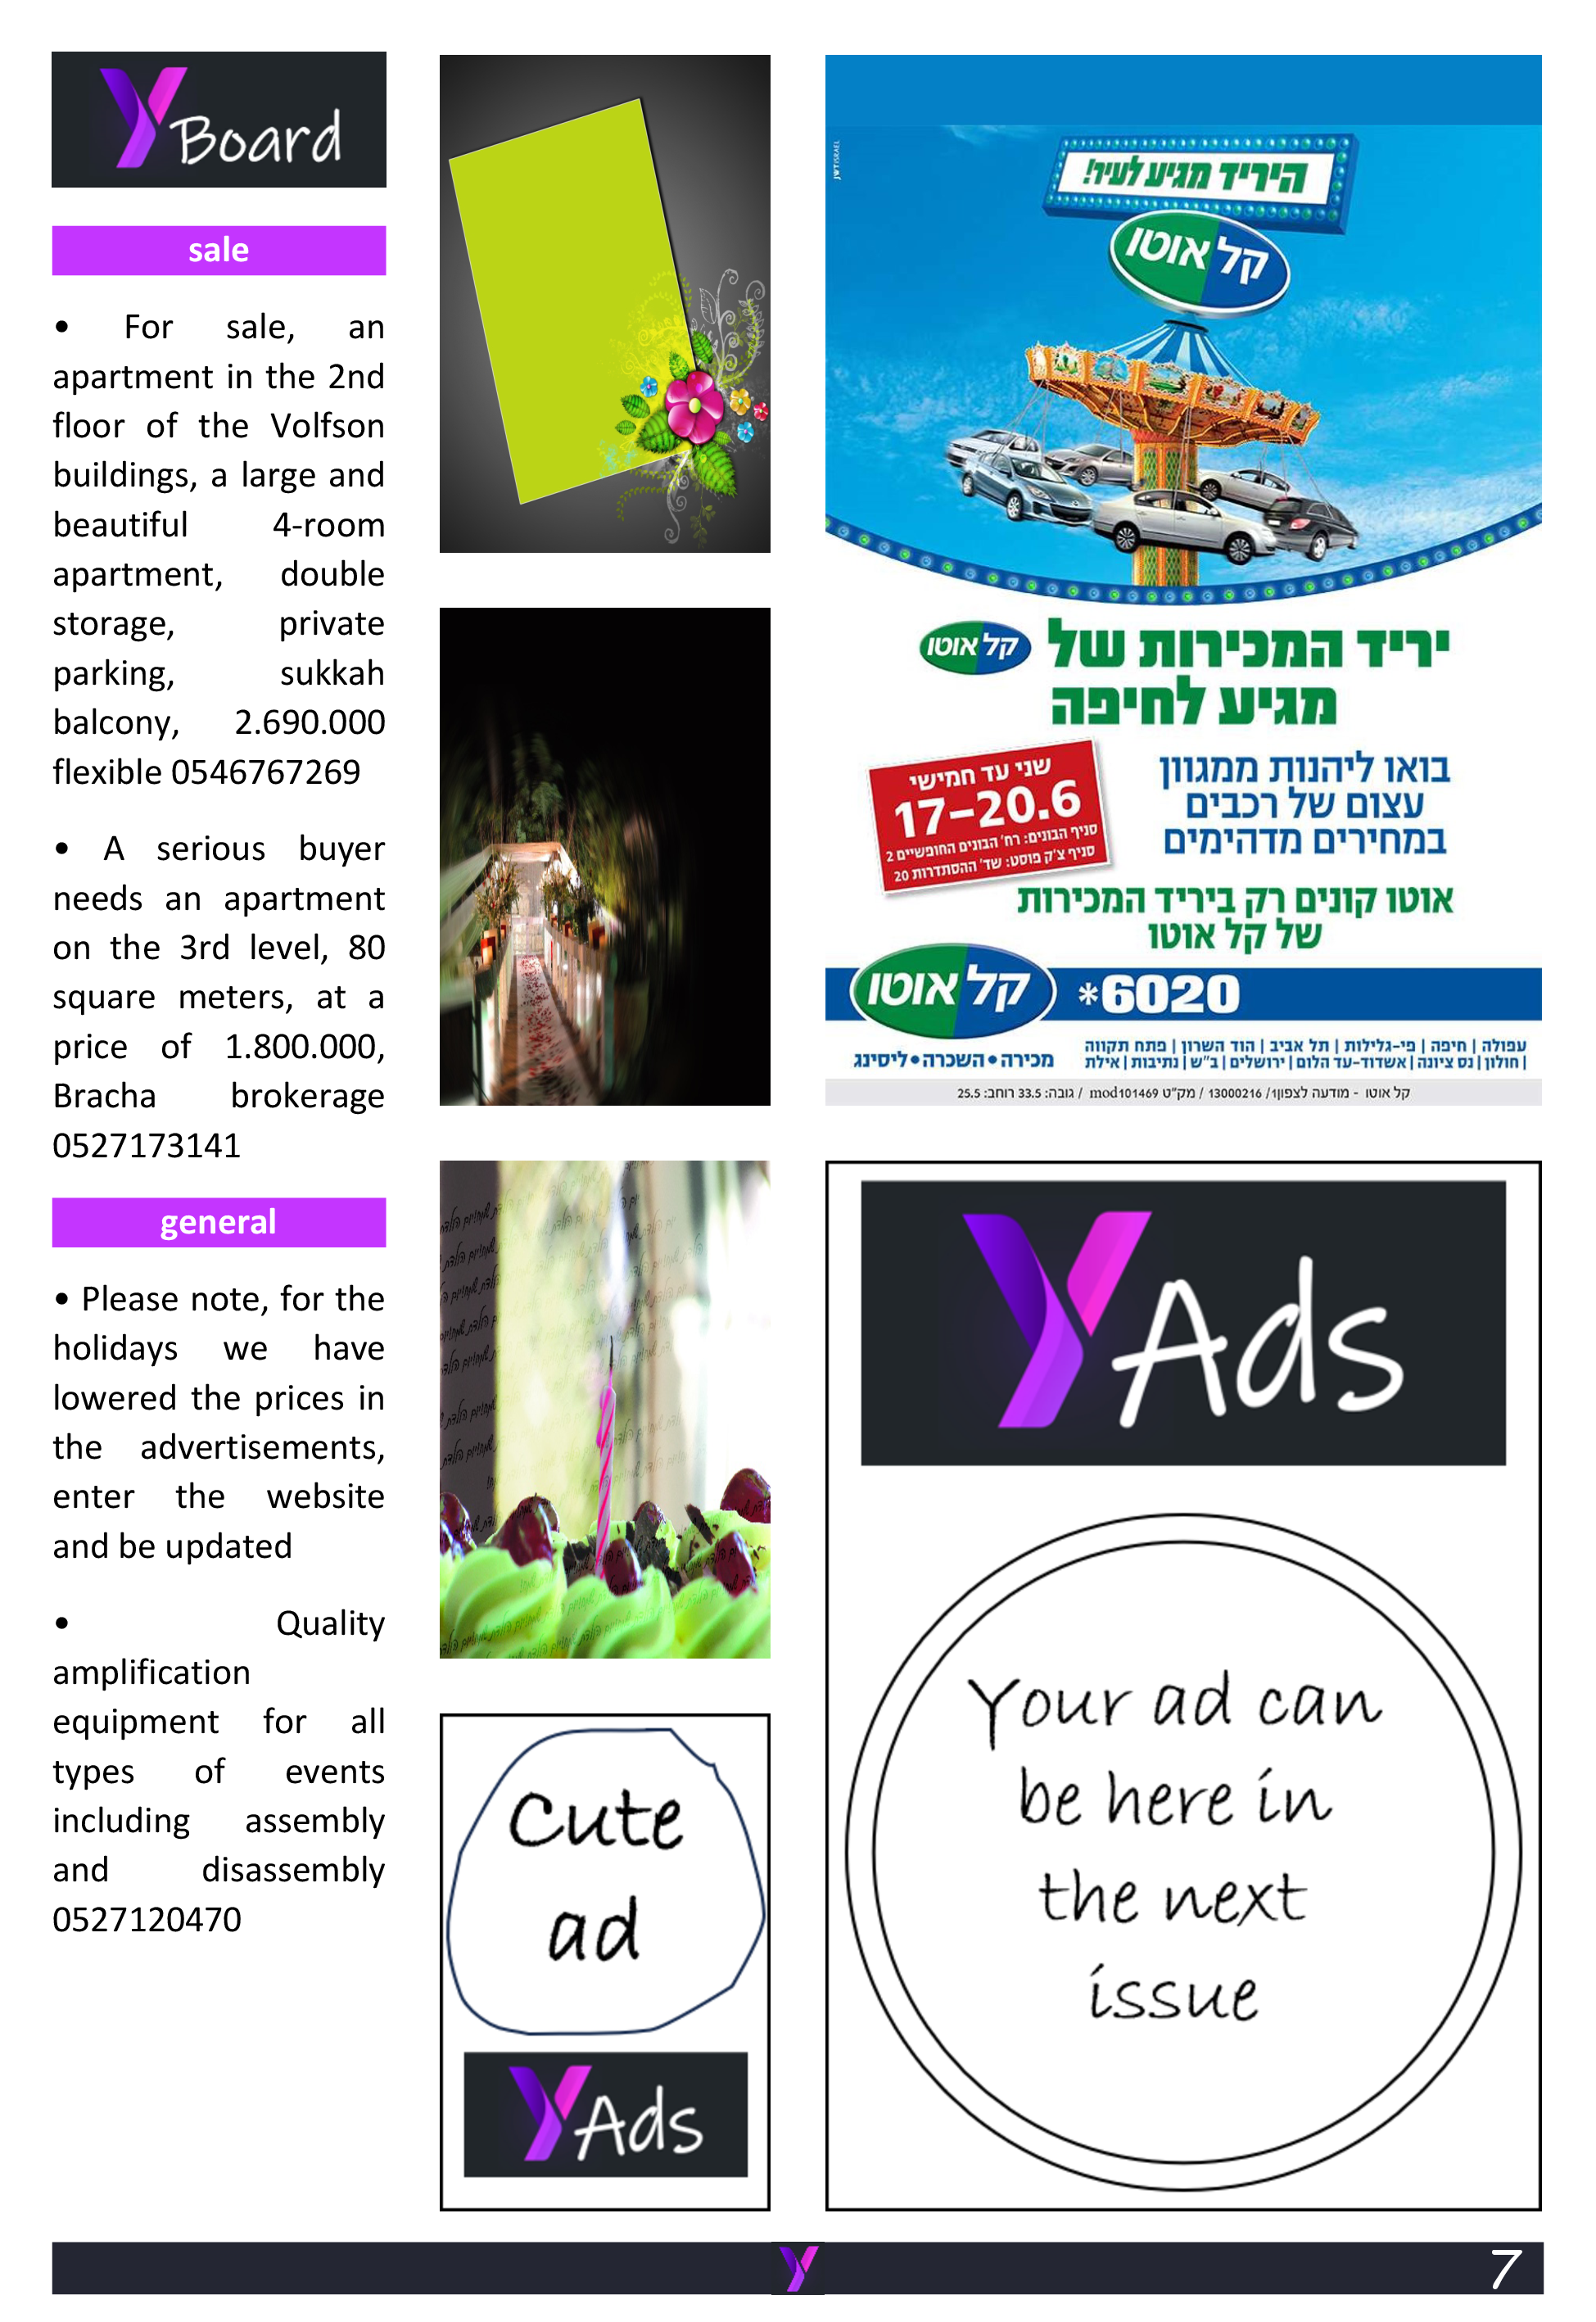 Y Board
sale
• For sale, an
apartment in the 2nd
floor of the Volfson
buildings, a large and
beautiful 4-room
apartment, double
storage, private
parking, sukkah
balcony, 2.690.000
flexible 0546767269
• A serious buyer
needs an apartment
on the 3rd level, 80
square meters, at a
price of 1.800.000,
Bracha brokerage
0527173141
general
• Please note, for the
holidays we have
lowered the prices in
the advertisements,
enter the website
and be updated
• Quality
amplification
equipment for all
types of events
including assembly
and disassembly
0527120470
Cute
ad
Y Ads
JWTISRAEL
היריד מגיע לעיר!
קל אוטו
יריד המכירות של קל אוטו
מגיע לחיפה
שני עד חמישי
17-20.6
סניף הבונים: רח' הבונים החופשיים 2
סניף צ'ק פוסט: שד' ההסתדרות 20
בואו ליהנות ממגוון
עצום של רכבים
במחירים מדהימים
אוטו קונים רק ביריד המכירות
של קל אוטו
קל אוטו *6020
מכירה•השכרה•ליסינג
עפולה | חיפה | פי-גלילות | תל אביב | הוד השרון | פתח תקווה
| חולון | נס ציונה | אשדוד-עד הלום | ירושלים | ב"ש | נתיבות | אילת
קל אוטו - מודעה לצפון1/ 13000216 / מק"ט mod101469 / גובה: 33.5 רוחב: 25.5
Y Ads
Your ad can
be here in
the next
issue
Y
7